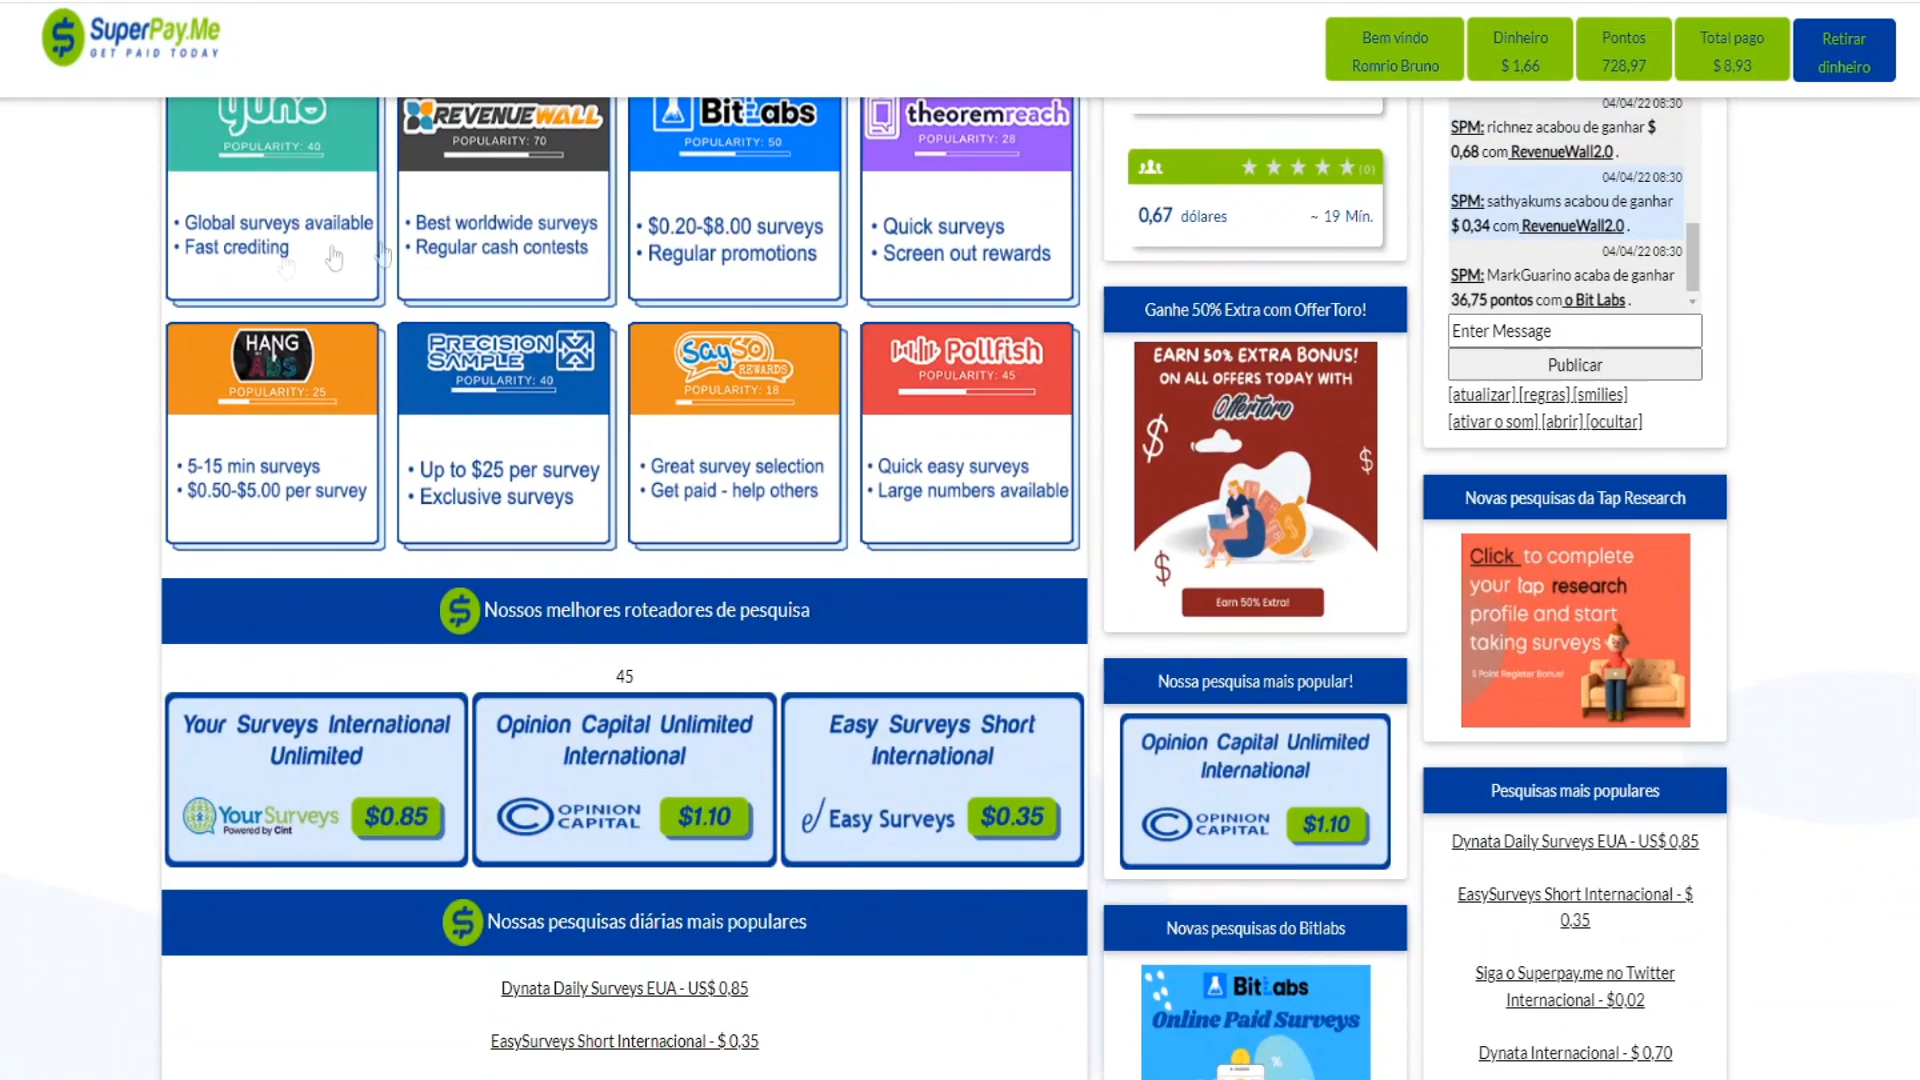 SuperPay.Me
GET PAID TODAY
Bem vindo
Romrio Bruno
Dinheiro
$ 1,66
Pontos
728,97
Total pago
$ 8,93
Retirar
dinheiro
yuno
POPULARITY: 40
• Global surveys available
• Fast crediting
REVENUEWALL
POPULARITY: 70
• Best worldwide surveys
• Regular cash contests
BitLabs
POPULARITY: 50
• $0.20-$8.00 surveys
• Regular promotions
theoremreach
POPULARITY: 28
• Quick surveys
• Screen out rewards
HANG
LABS
POPULARITY: 25
• 5-15 min surveys
• $0.50-$5.00 per survey
PRECISION
SAMPLE
POPULARITY: 40
• Up to $25 per survey
• Exclusive surveys
SaySo
REWARDS
POPULARITY: 18
• Great survey selection
• Get paid - help others
Pollfish
POPULARITY: 45
• Quick easy surveys
• Large numbers available
Nossos melhores roteadores de pesquisa
45
Your Surveys International
Unlimited
YourSurveys
Powered by Cint
$0.85
Opinion Capital Unlimited
International
OPINION
CAPITAL
$1.10
Easy Surveys Short
International
e/ Easy Surveys
$0.35
Nossas pesquisas diárias mais populares
Dynata Daily Surveys EUA - US$ 0,85
EasySurveys Short Internacional - $ 0,35
(0)
0,67 dólares
~ 19 Mín.
Ganhe 50% Extra com OfferToro!
EARN 50% EXTRA BONUS!
ON ALL OFFERS TODAY WITH
OfferToro
Earn 50% Extra!
Nossa pesquisa mais popular!
Opinion Capital Unlimited
International
OPINION
CAPITAL
$1.10
Novas pesquisas do Bitlabs
BitLabs
Online Paid Surveys
04/04/22 08:30
SPM: richnez acabou de ganhar $
0,68 com RevenueWall2.0 .
04/04/22 08:30
SPM: sathyakums acabou de ganhar
$ 0,34 com RevenueWall2.0 .
04/04/22 08:30
SPM: MarkGuarino acaba de ganhar
36,75 pontos com o Bit Labs .
Enter Message
Publicar
[atualizar] [regras] [smilies]
[ativar o som] [abrir] [ocultar]
Novas pesquisas da Tap Research
Click to complete
your tap research
profile and start
taking surveys
$ Point Register Bonus!
Pesquisas mais populares
Dynata Daily Surveys EUA - US$ 0,85
EasySurveys Short Internacional - $
0,35
Siga o Superpay.me no Twitter
Internacional - $0,02
Dynata Internacional - $ 0,70